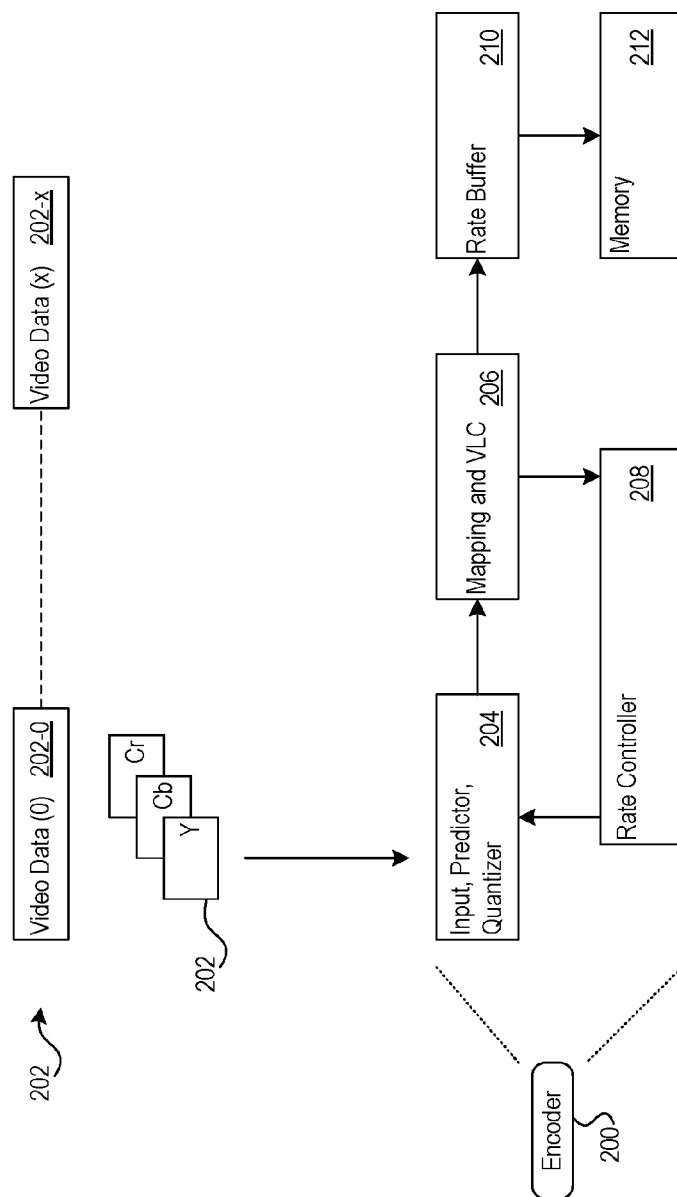 202
Video Data (0) 202-0
Video Data (x) 202-x
202
Y
Cb
Cr
Encoder
200
Input, Predictor, 204
Quantizer
Mapping and VLC 206
Rate Buffer 210
Rate Controller 208
Memory 212